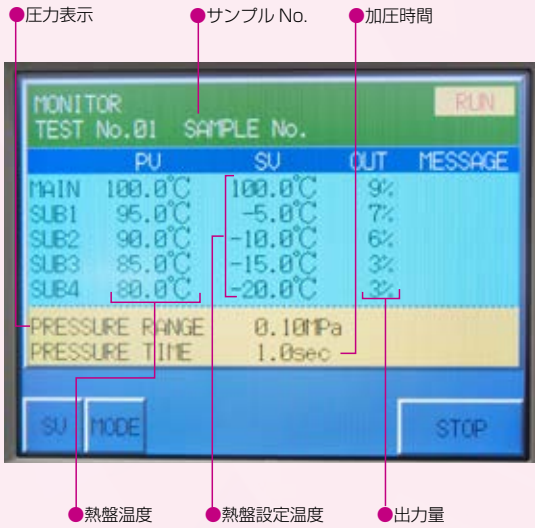 ●圧力表示 ●サンプル No. ●加圧時間
MONITOR RUN
TEST No.01 SAMPLE No.
PV SV OUT MESSAGE
MAIN 100.0℃ 100.0℃ 9%
SUB1 95.0℃ -5.0℃ 7%
SUB2 90.0℃ -10.0℃ 6%
SUB3 85.0℃ -15.0℃ 3%
SUB4 80.0℃ -20.0℃ 3%
PRESSURE RANGE 0.10MPa
PRESSURE TIME 1.0sec
SV MODE STOP
●熱盤温度 ●熱盤設定温度 ●出力量